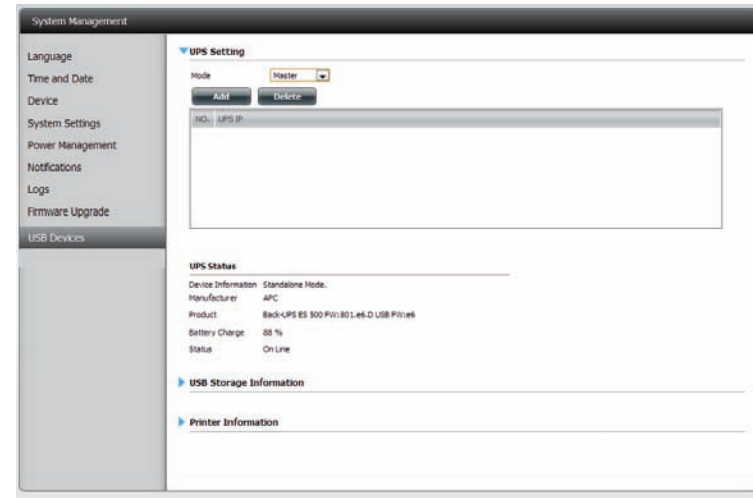 System Management
Language
Time and Date
Device
System Settings
Power Management
Notifications
Logs
Firmware Upgrade
USB Devices
UPS Setting
Mode Master
Add Delete
NO. UPS IP
UPS Status
Device Information Standalone Mode.
Manufacturer APC
Product Back-UPS ES 500 FW:801.e6.D USB FW:e6
Battery Charge 88 %
Status On Line
USB Storage Information
Printer Information